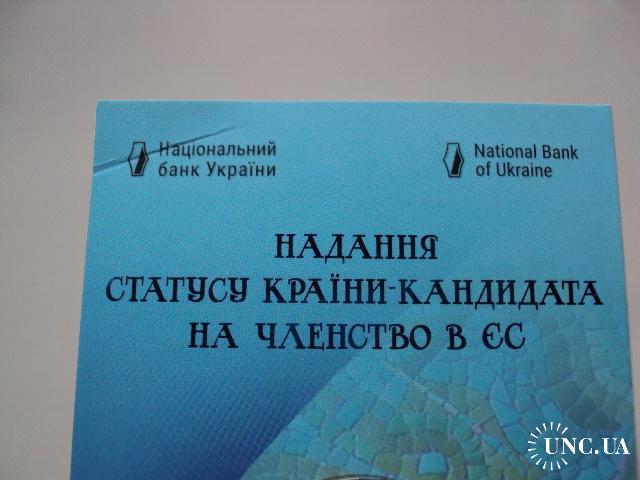 Національний
банк України
National Bank
of Ukraine
НАДАННЯ
СТАТУСУ КРАЇНИ-КАНДИДАТА
НА ЧЛЕНСТВО В ЄС
UNC.UA